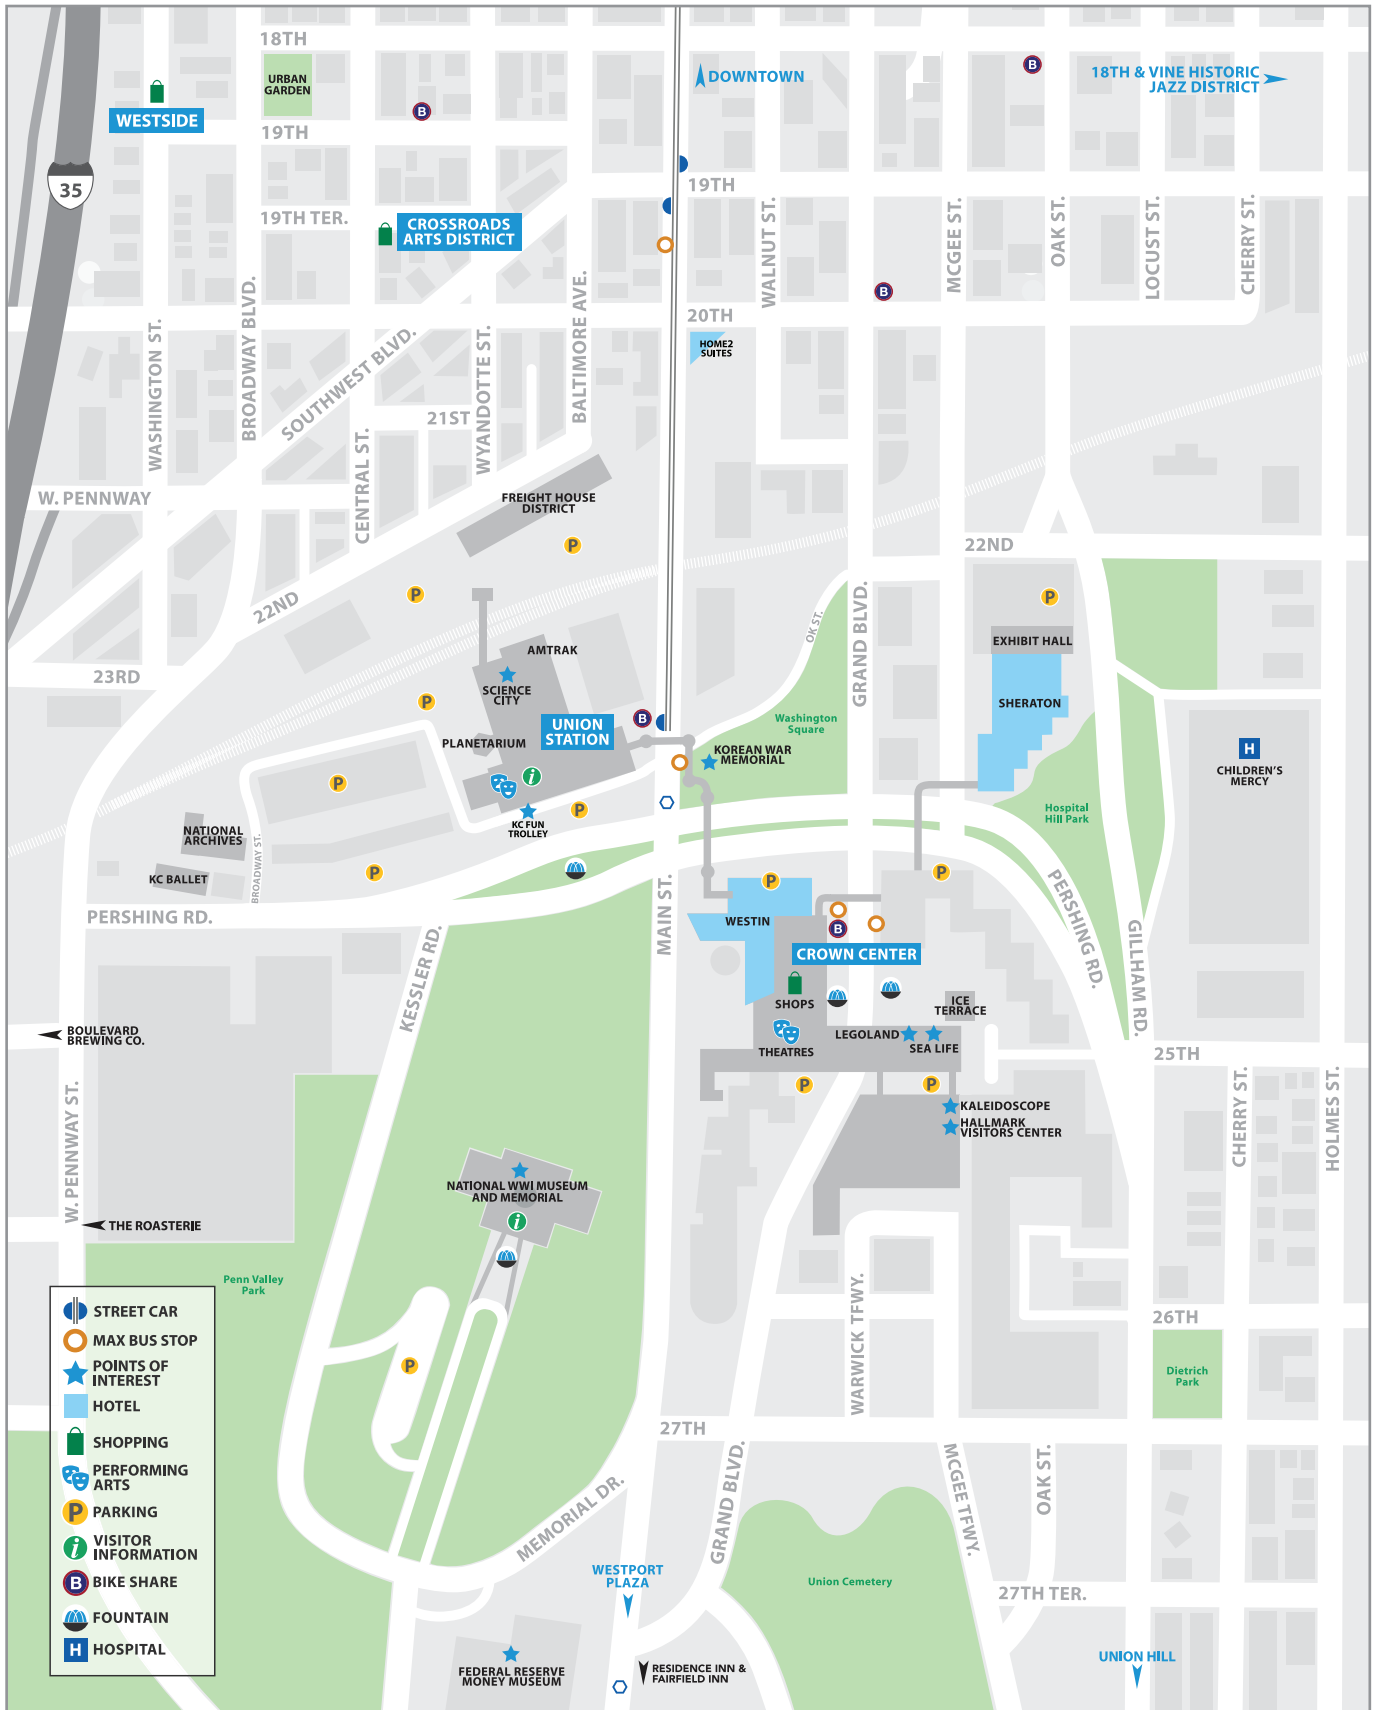 18TH
URBAN
GARDEN
WESTSIDE
B
19TH
DOWNTOWN
B
18TH & VINE HISTORIC
JAZZ DISTRICT
35
19TH TER.
CROSSROADS
ARTS DISTRICT
19TH
WALNUT ST.
MCGEE ST.
OAK ST.
LOCUST ST.
CHERRY ST.
B
20TH
HOME2
SUITES
WASHINGTON ST.
BROADWAY BLVD.
SOUTHWEST BLVD.
CENTRAL ST.
21ST
WYANDOTTE ST.
BALTIMORE AVE.
W. PENNWAY
FREIGHT HOUSE
DISTRICT
P
P
22ND
22ND
23RD
OK ST.
GRAND BLVD.
P
EXHIBIT HALL
SHERATON
AMTRAK
SCIENCE
CITY
P
UNION
STATION
B
PLANETARIUM
i
KC FUN
TROLLEY
P
P
Washington
Square
KOREAN WAR
MEMORIAL
H
CHILDREN'S
MERCY
Hospital
Hill Park
NATIONAL
ARCHIVES
KC BALLET
BROADWAY ST.
P
PERSHING RD.
KESSLER RD.
MAIN ST.
P
WESTIN
P
B
CROWN CENTER
SHOPS
THEATRES
ICE
TERRACE
LEGOLAND
SEA LIFE
P
P
KALEIDOSCOPE
HALLMARK
VISITORS CENTER
PERSHING RD.
GILLHAM RD.
25TH
CHERRY ST.
HOLMES ST.
BOULEVARD
BREWING CO.
W. PENNWAY ST.
THE ROASTERIE
NATIONAL WWI MUSEUM
AND MEMORIAL
i
Penn Valley
Park
P
WARWICK TFWY.
26TH
Dietrich
Park
27TH
MEMORIAL DR.
GRAND BLVD.
MCGEE TFWY.
OAK ST.
WESTPORT
PLAZA
Union Cemetery
27TH TER.
UNION HILL
FEDERAL RESERVE
MONEY MUSEUM
RESIDENCE INN &
FAIRFIELD INN
STREET CAR
MAX BUS STOP
POINTS OF
INTEREST
HOTEL
SHOPPING
PERFORMING
ARTS
P PARKING
i VISITOR
INFORMATION
B BIKE SHARE
FOUNTAIN
H HOSPITAL